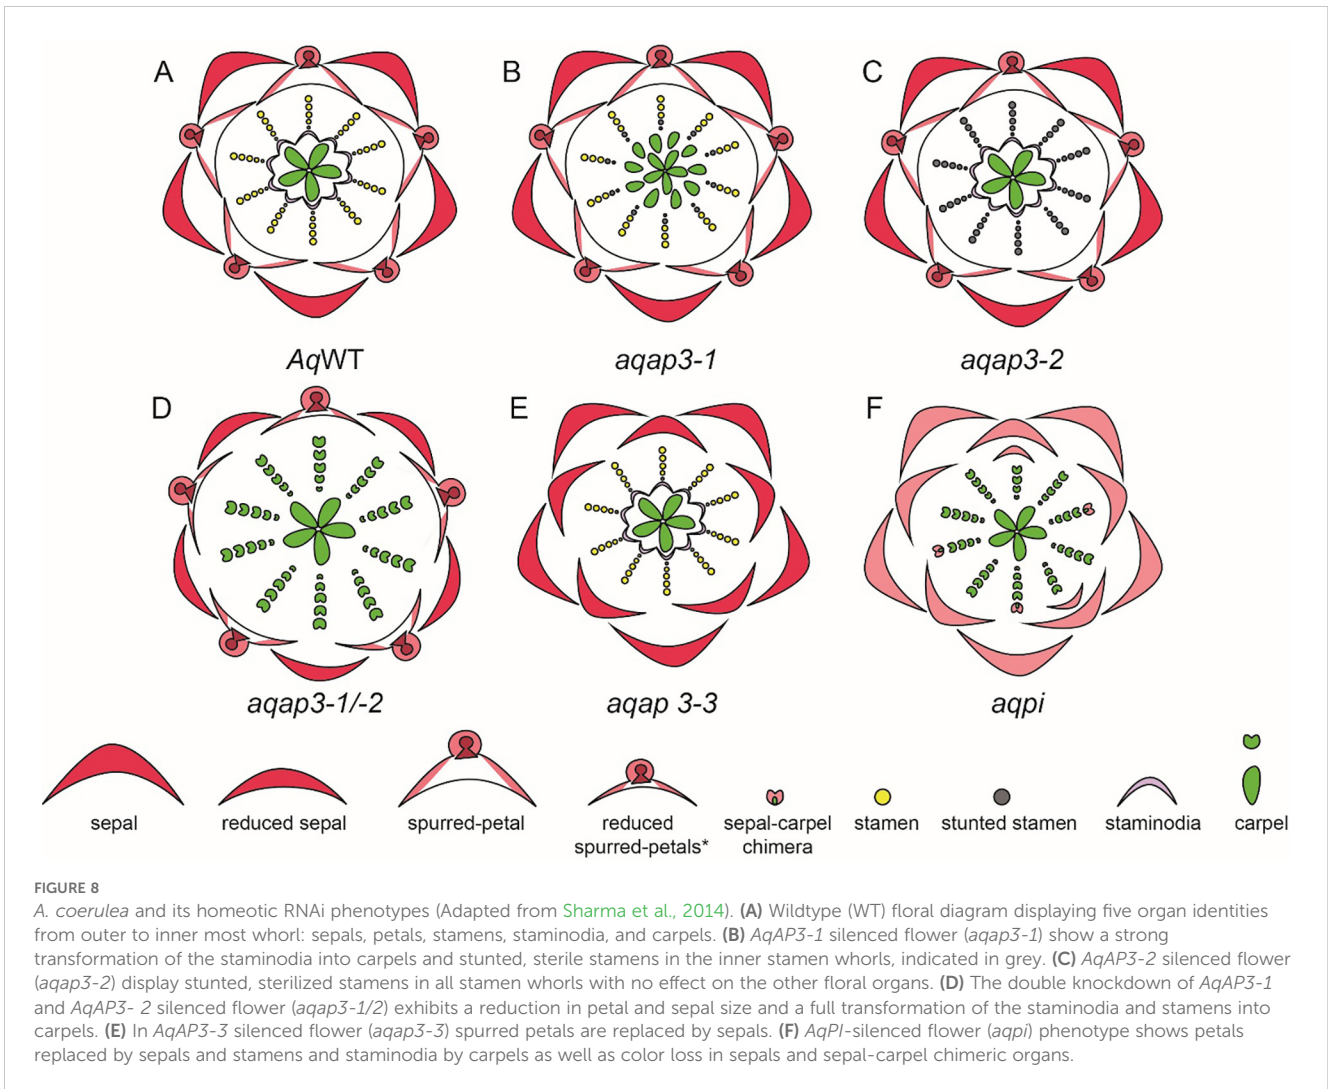 A
B
C
AqWT
aqap3-1
aqap3-2
D
E
F
aqap3-1/-2
aqap 3-3
aqpi
sepal
reduced sepal
spurred-petal
reduced
spurred-petals*
sepal-carpel
chimera
stamen
stunted stamen
staminodia
carpel
FIGURE 8
A. coerulea and its homeotic RNAi phenotypes (Adapted from Sharma et al., 2014). (A) Wildtype (WT) floral diagram displaying five organ identities
from outer to inner most whorl: sepals, petals, stamens, staminodia, and carpels. (B) AqAP3-1 silenced flower (aqap3-1) show a strong
transformation of the staminodia into carpels and stunted, sterile stamens in the inner stamen whorls, indicated in grey. (C) AqAP3-2 silenced flower
(aqap3-2) display stunted, sterilized stamens in all stamen whorls with no effect on the other floral organs. (D) The double knockdown of AqAP3-1
and AqAP3- 2 silenced flower (aqap3-1/2) exhibits a reduction in petal and sepal size and a full transformation of the staminodia and stamens into
carpels. (E) In AqAP3-3 silenced flower (aqap3-3) spurred petals are replaced by sepals. (F) AqPI-silenced flower (aqpi) phenotype shows petals
replaced by sepals and stamens and staminodia by carpels as well as color loss in sepals and sepal-carpel chimeric organs.